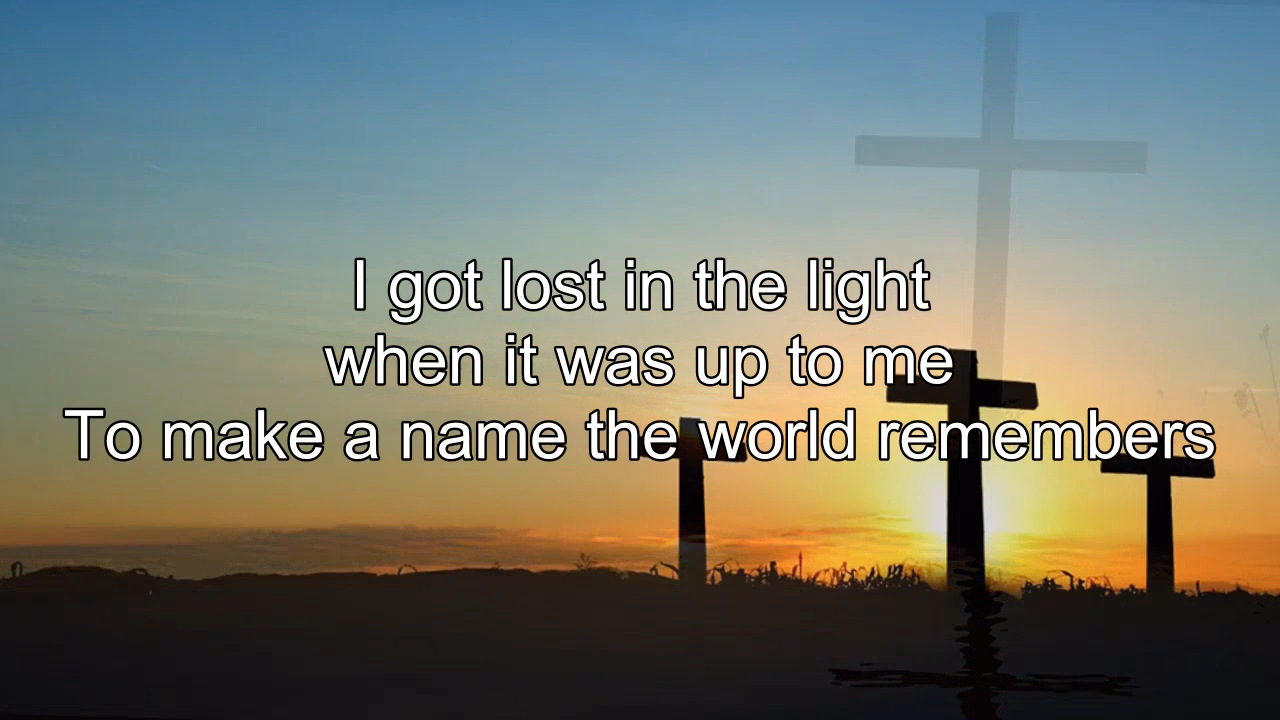 I got lost in the light
when it was up to me
To make a name the world remembers